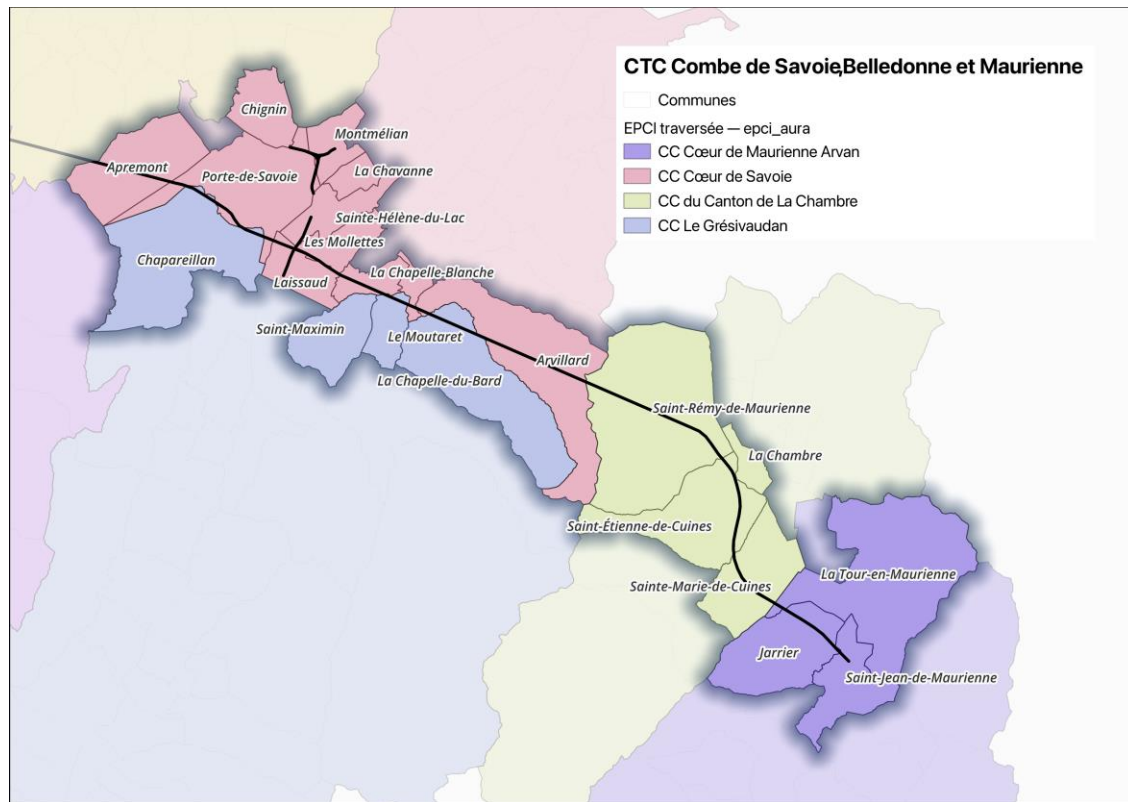 CTC Combe de Savoie,Belledonne et Maurienne
Communes
EPCI traversée — epci_aura
CC Cœur de Maurienne Arvan
CC Cœur de Savoie
CC du Canton de La Chambre
CC Le Grésivaudan
Chignin
Montmélian
Apremont
Porte-de-Savoie
La Chavanne
Sainte-Hélène-du-Lac
Les Mollettes
Chapareillan
La Chapelle-Blanche
Laissaud
Saint-Maximin
Le Moutaret
Arvillard
La Chapelle-du-Bard
Saint-Rémy-de-Maurienne
La Chambre
Saint-Étienne-de-Cuines
La Tour-en-Maurienne
Sainte-Marie-de-Cuines
Jarrier
Saint-Jean-de-Maurienne